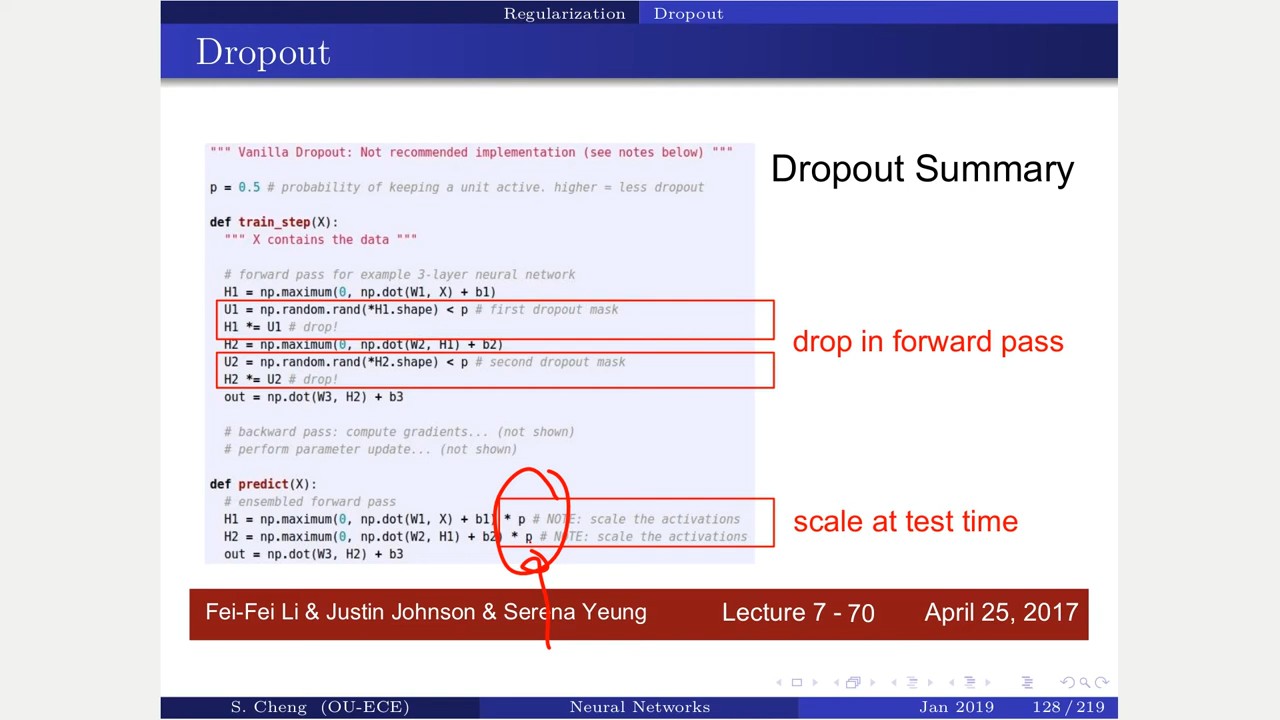 Regularization Dropout
Dropout
""" Vanilla Dropout: Not recommended implementation (see notes below) """
Dropout Summary
p = 0.5 # probability of keeping a unit active. higher = less dropout
def train_step(X):
""" X contains the data """
# forward pass for example 3-layer neural network
H1 = np.maximum(0, np.dot(W1, X) + b1)
U1 = np.random.rand(*H1.shape) < p # first dropout mask
H1 *= U1 # drop!
H2 = np.maximum(0, np.dot(W2, H1) + b2)
U2 = np.random.rand(*H2.shape) < p # second dropout mask
H2 *= U2 # drop!
out = np.dot(W3, H2) + b3
drop in forward pass
# backward pass: compute gradients... (not shown)
# perform parameter update... (not shown)
def predict(X):
# ensembled forward pass
H1 = np.maximum(0, np.dot(W1, X) + b1) * p # NOTE: scale the activations
H2 = np.maximum(0, np.dot(W2, H1) + b2) * p # NOTE: scale the activations
out = np.dot(W3, H2) + b3
scale at test time
Fei-Fei Li & Justin Johnson & Serena Yeung Lecture 7 - 70 April 25, 2017
S. Cheng (OU-ECE) Neural Networks Jan 2019 128 / 219